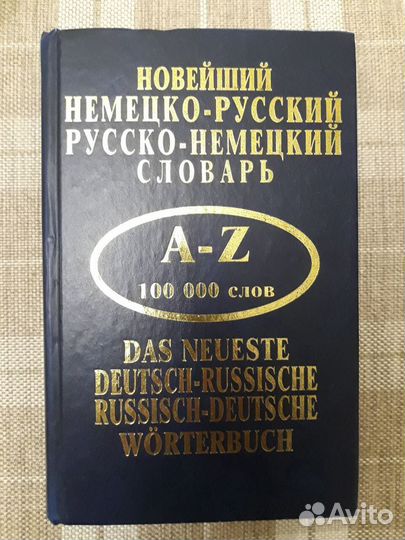 НОВЕЙШИЙ
НЕМЕЦКО-РУССКИЙ
РУССКО-НЕМЕЦКИЙ
СЛОВАРЬ
A-Z
100 000 слов
DAS NEUESTE
DEUTSCH-RUSSISCHE
RUSSISCH-DEUTSCHE
WÖRTERBUCH
Avito